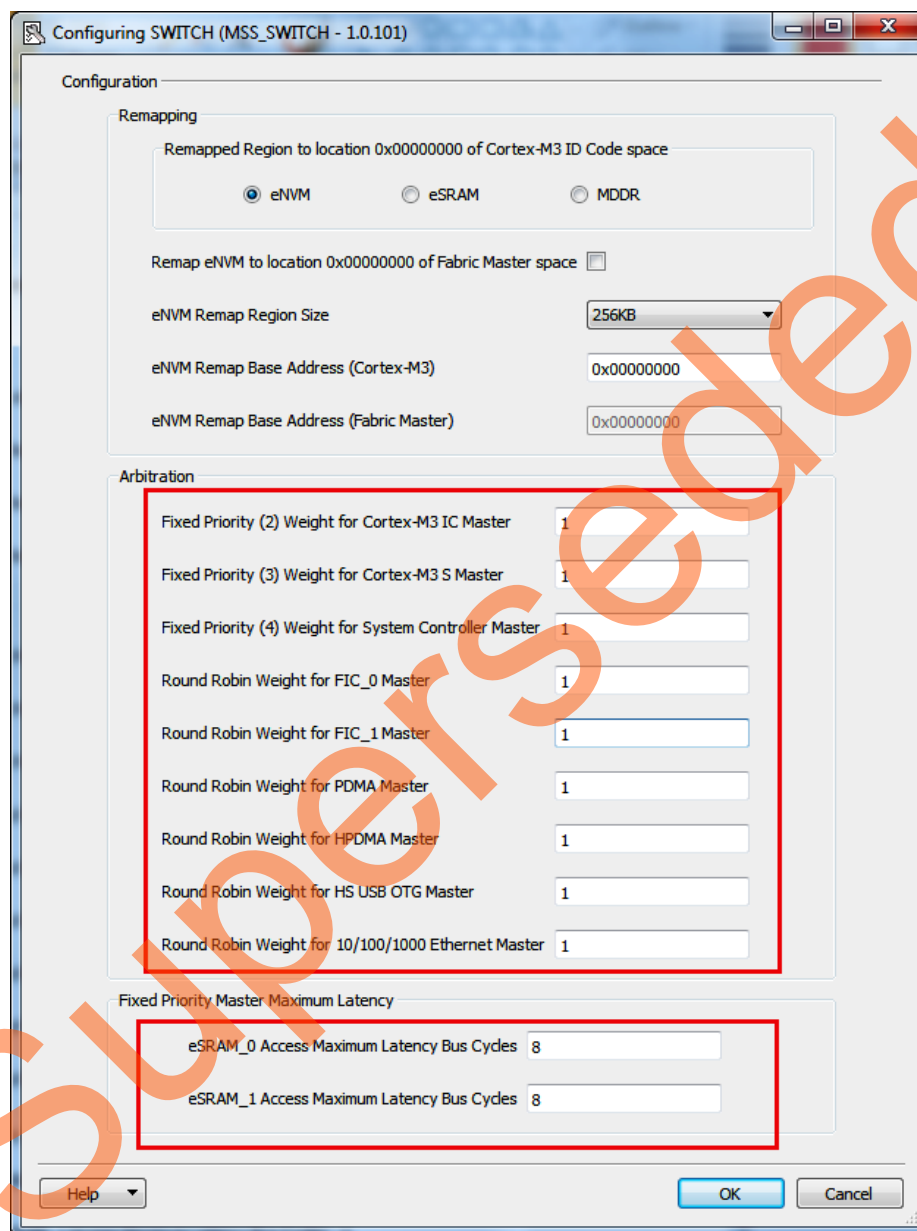 Configuring SWITCH (MSS_SWITCH - 1.0.101)
Configuration
Remapping
Remapped Region to location 0x00000000 of Cortex-M3 ID Code space
eNVM eSRAM MDDR
Remap eNVM to location 0x00000000 of Fabric Master space
eNVM Remap Region Size 256KB
eNVM Remap Base Address (Cortex-M3) 0x00000000
eNVM Remap Base Address (Fabric Master) 0x00000000
Arbitration
Fixed Priority (2) Weight for Cortex-M3 IC Master 1
Fixed Priority (3) Weight for Cortex-M3 S Master 1
Fixed Priority (4) Weight for System Controller Master 1
Round Robin Weight for FIC_0 Master 1
Round Robin Weight for FIC_1 Master 1
Round Robin Weight for PDMA Master 1
Round Robin Weight for HPDMA Master 1
Round Robin Weight for HS USB OTG Master 1
Round Robin Weight for 10/100/1000 Ethernet Master 1
Fixed Priority Master Maximum Latency
eSRAM_0 Access Maximum Latency Bus Cycles 8
eSRAM_1 Access Maximum Latency Bus Cycles 8
Help OK Cancel
Superseded